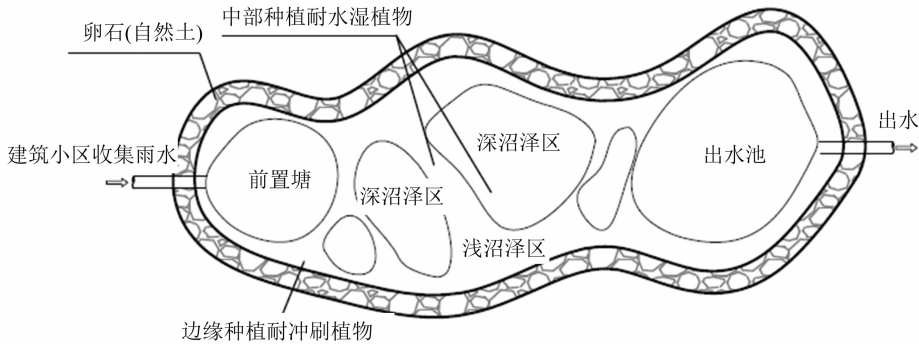 中部种植耐水湿植物
卵石(自然土)
出水
深沼泽区
建筑小区收集雨水
出水池
前置塘
深沼泽区
浅沼泽区
边缘种植耐冲刷植物